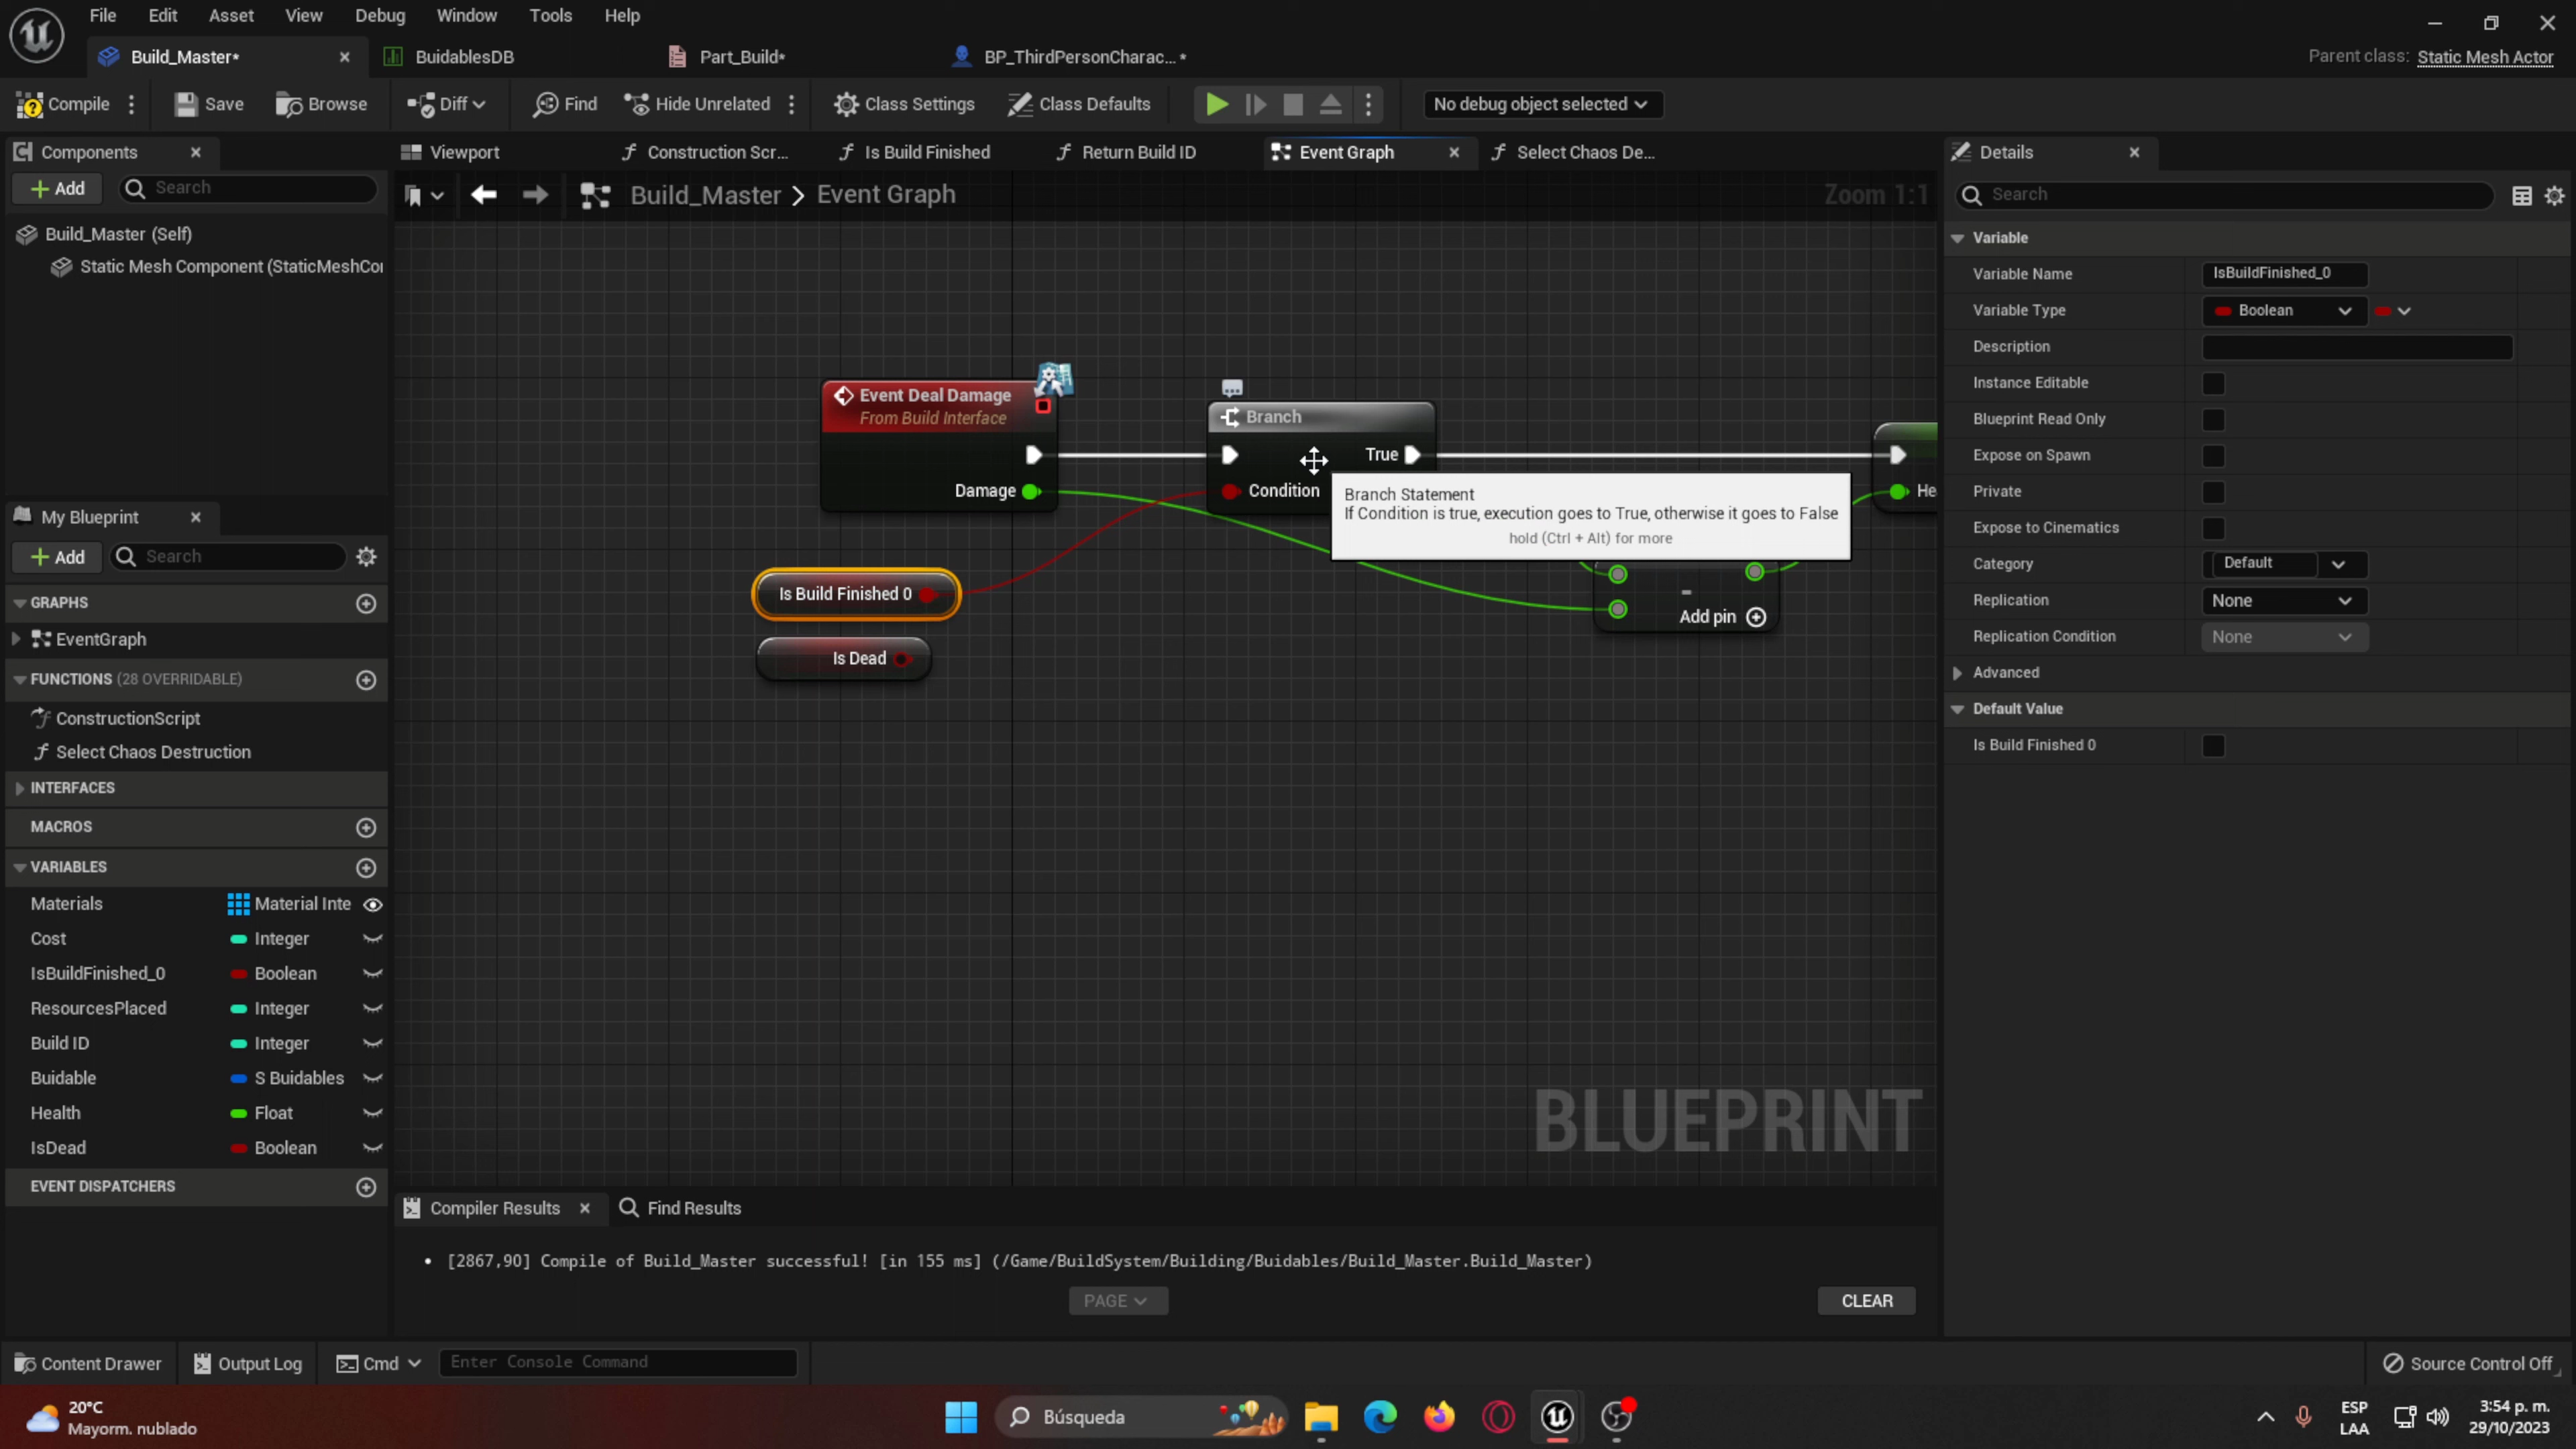 File Edit Asset View Debug Window Tools Help
Build_Master* BuidablesDB Part_Build* BP_ThirdPersonCharac... * Parent class: Static Mesh Actor
Compile Save Browse Diff Find Hide Unrelated Class Settings Class Defaults No debug object selected
Components Viewport Construction Scr... Is Build Finished Return Build ID Event Graph Select Chaos De... Details
Add Search
Build_Master > Event Graph Zoom 1:1 Search
Build_Master (Self)
Static Mesh Component (StaticMeshCor
My Blueprint
Add Search
GRAPHS
EventGraph
FUNCTIONS (28 OVERRIDABLE)
ConstructionScript
Select Chaos Destruction
INTERFACES
MACROS
VARIABLES
Materials Material Inte
Cost Integer
IsBuildFinished_0 Boolean
ResourcesPlaced Integer
Build ID Integer
Buidable S Buidables
Health Float
IsDead Boolean
EVENT DISPATCHERS
Event Deal Damage
From Build Interface
Damage
Branch
True
Condition
Branch Statement
If Condition is true, execution goes to True, otherwise it goes to False
hold (Ctrl + Alt) for more
He
Is Build Finished 0
Is Dead
-
Add pin
BLUEPRINT
Variable
Variable Name IsBuildFinished_0
Variable Type Boolean
Description
Instance Editable
Blueprint Read Only
Expose on Spawn
Private
Expose to Cinematics
Category Default
Replication None
Replication Condition None
Advanced
Default Value
Is Build Finished 0
Compiler Results Find Results
• [2867,90] Compile of Build_Master successful! [in 155 ms] (/Game/BuildSystem/Building/Buidables/Build_Master.Build_Master)
PAGE CLEAR
Content Drawer Output Log Cmd Enter Console Command Source Control Off
20°C
Mayorm. nublado
Búsqueda
ESP
LAA
3:54 p. m.
29/10/2023